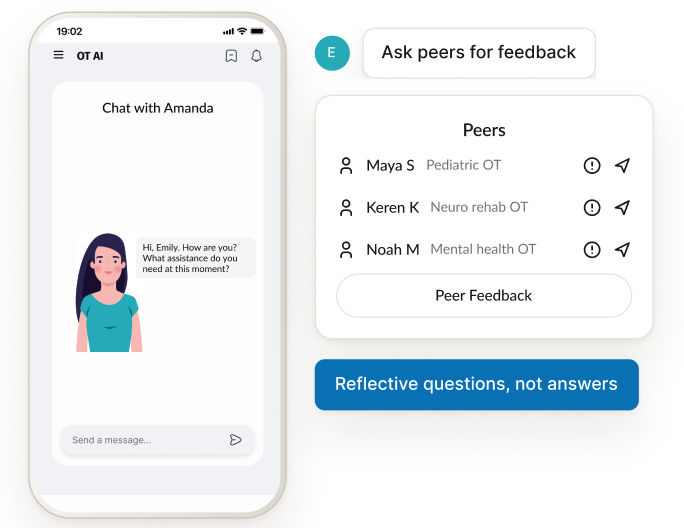 19:02
OT AI
Chat with Amanda
Hi, Emily. How are you?
What assistance do you
need at this moment?
Send a message...
E
Ask peers for feedback
Peers
Maya S Pediatric OT
Keren K Neuro rehab OT
Noah M Mental health OT
Peer Feedback
Reflective questions, not answers